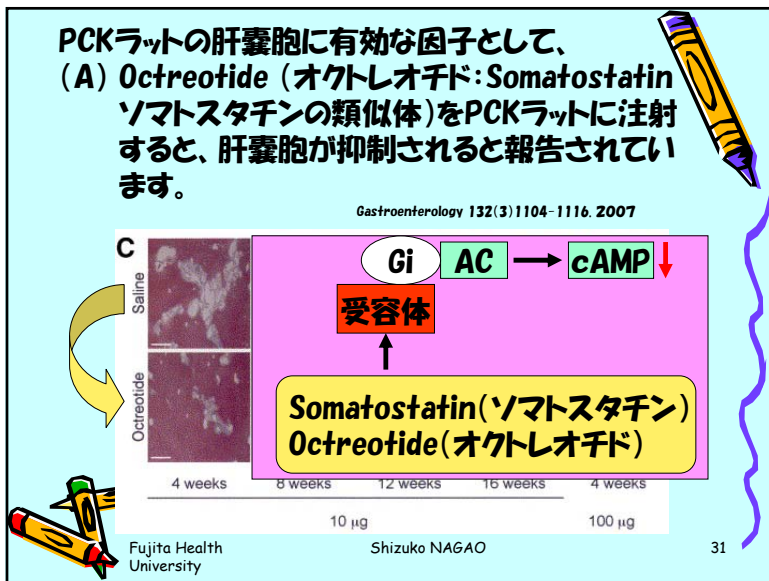 PCKラットの肝嚢胞に有効な因子として、
(A) Octreotide (オクトレオチド:Somatostatin
ソマトスタチンの類似体)をPCKラットに注射
すると、肝嚢胞が抑制されると報告されてい
ます。
Gastroenterology 132(3)1104-1116. 2007
C
Saline
Octreotide
Gi
AC
cAMP
受容体
Somatostatin(ソマトスタチン)
Octreotide(オクトレオチド)
4 weeks 8 weeks 12 weeks 16 weeks 4 weeks
10 µg 100 µg
Fujita Health
University
Shizuko NAGAO
31